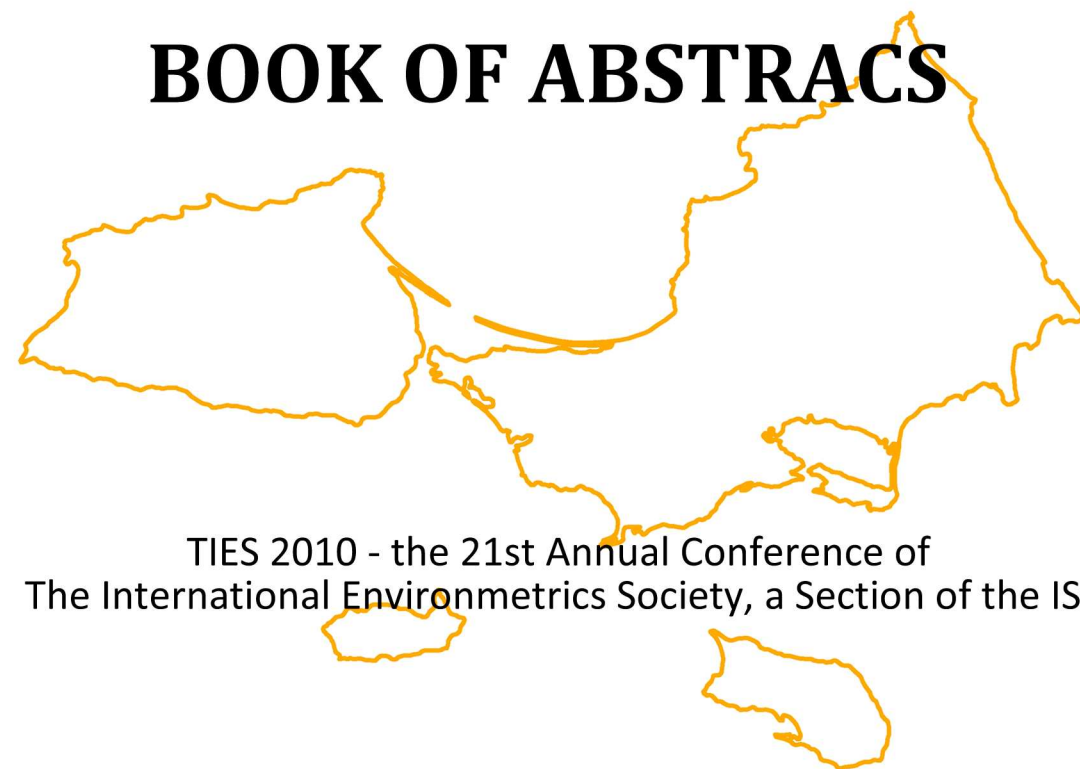 BOOK OF ABSTRACS
TIES 2010 - the 21st Annual Conference of
The International Environmetrics Society, a Section of the IS